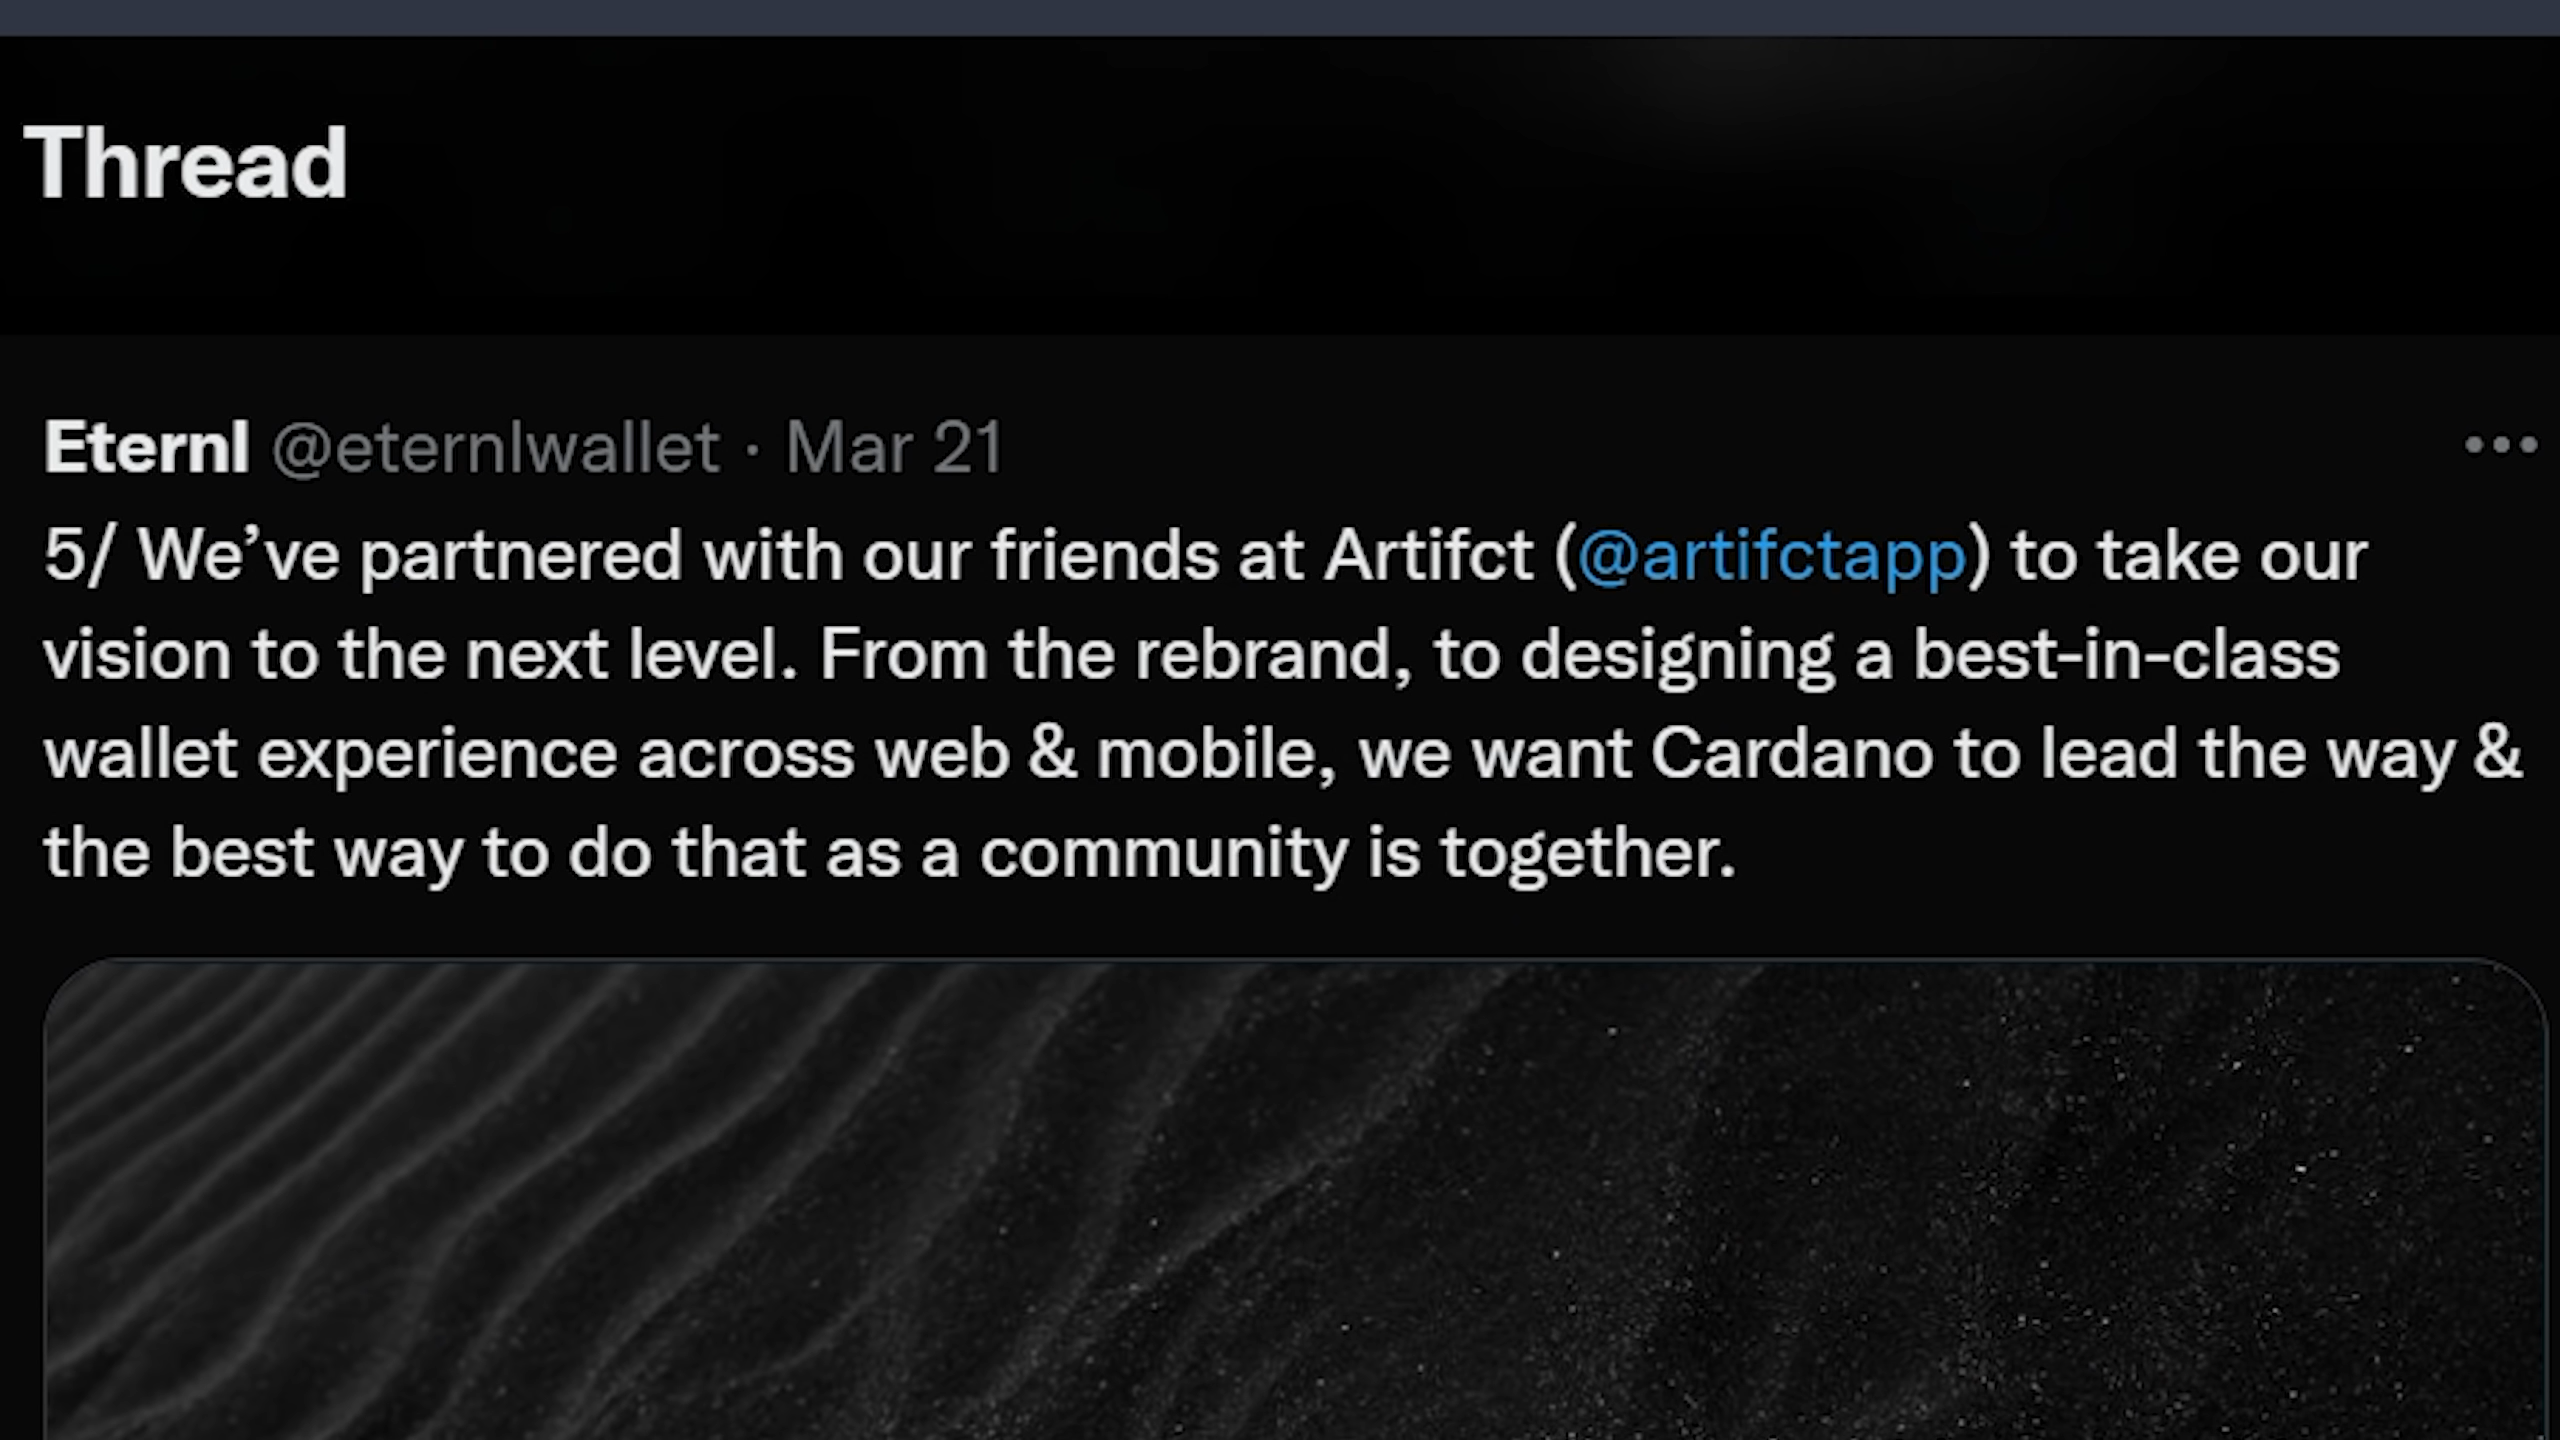 Thread
Eternl @eternlwallet · Mar 21
5/ We’ve partnered with our friends at Artifct (@artifctapp) to take our
vision to the next level. From the rebrand, to designing a best-in-class
wallet experience across web & mobile, we want Cardano to lead the way &
the best way to do that as a community is together.